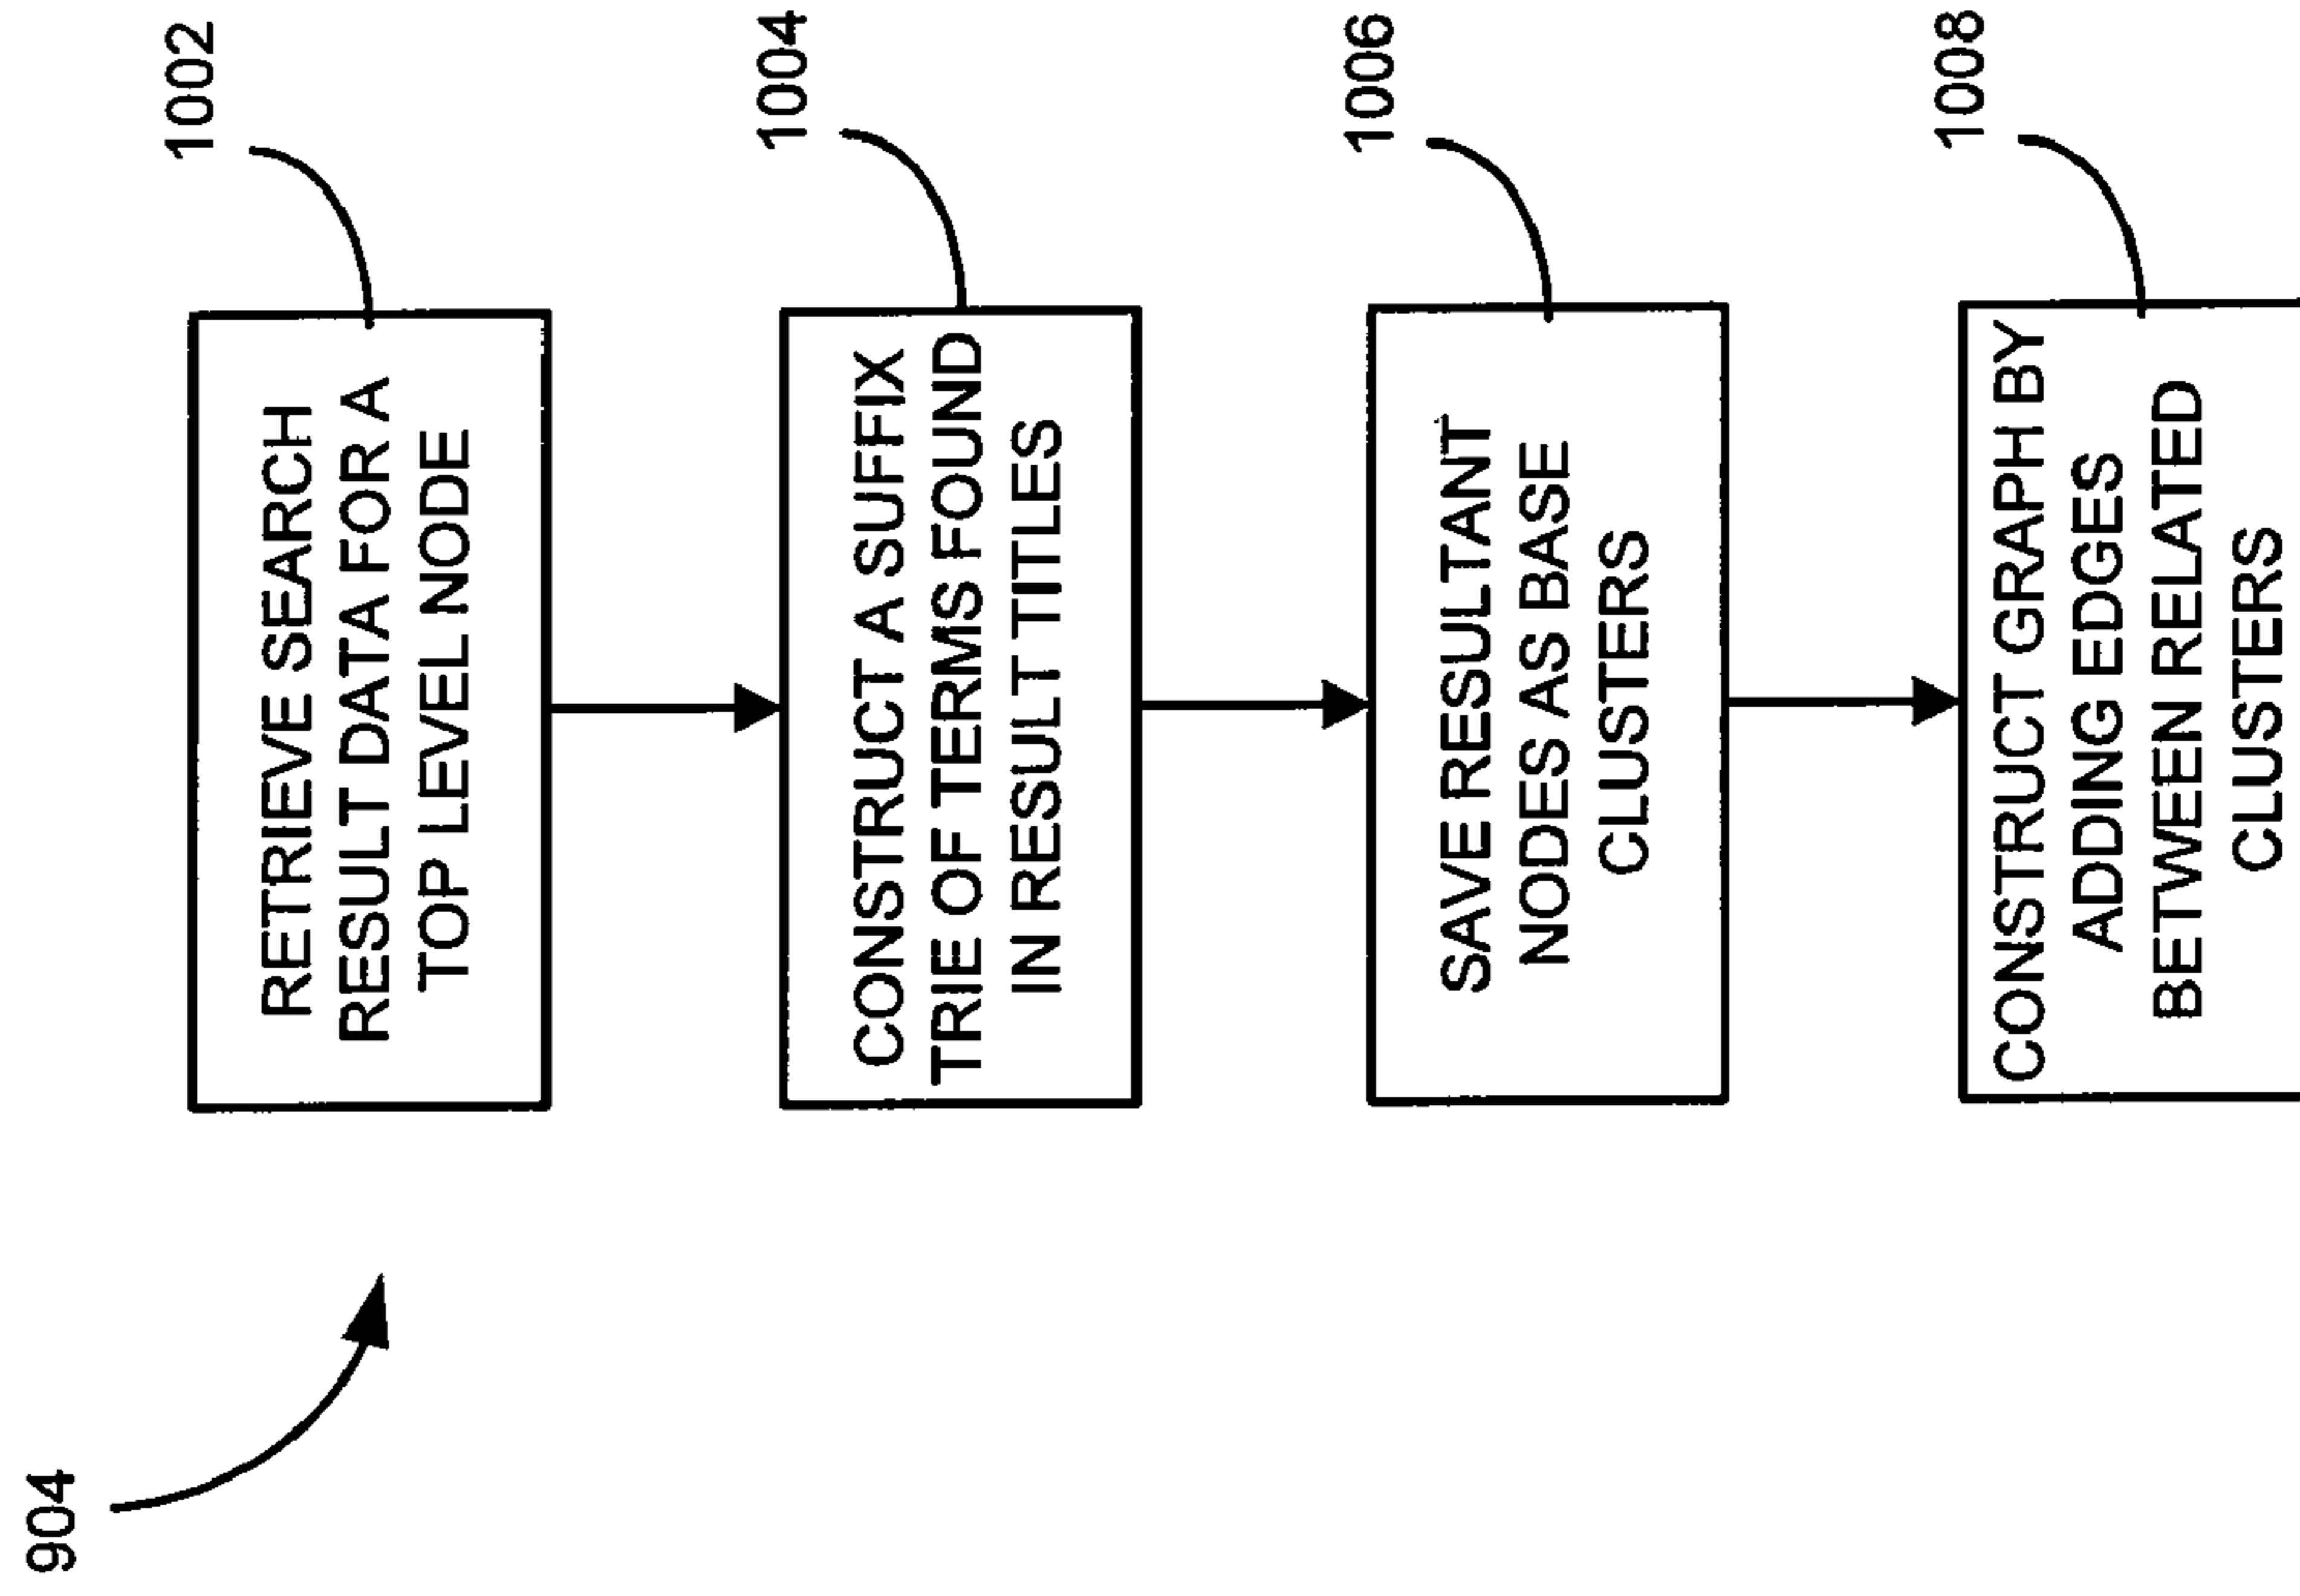 904
1002
RETRIEVE SEARCH
RESULT DATA FOR A
TOP LEVEL NODE
1004
CONSTRUCT A SUFFIX
TRIE OF TERMS FOUND
IN RESULT TITLES
1006
SAVE RESULTANT
NODES AS BASE
CLUSTERS
1008
CONSTRUCT GRAPH BY
ADDING EDGES
BETWEEN RELATED
CLUSTERS